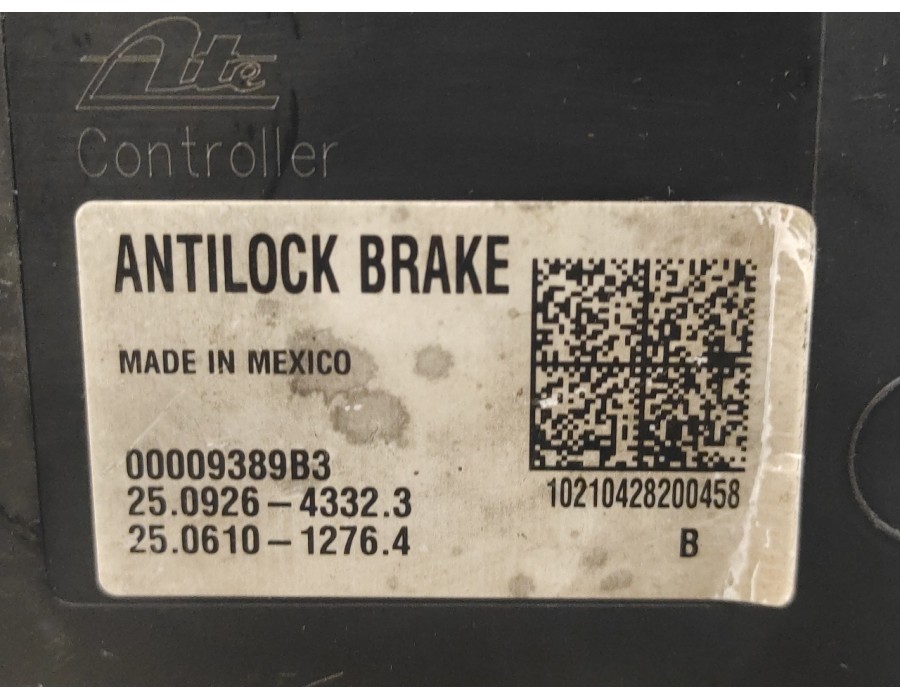 Ate
Controller
ANTILOCK BRAKE
MADE IN MEXICO
00009389B3
25.0926-4332.3
25.0610-1276.4
10210428200458
B